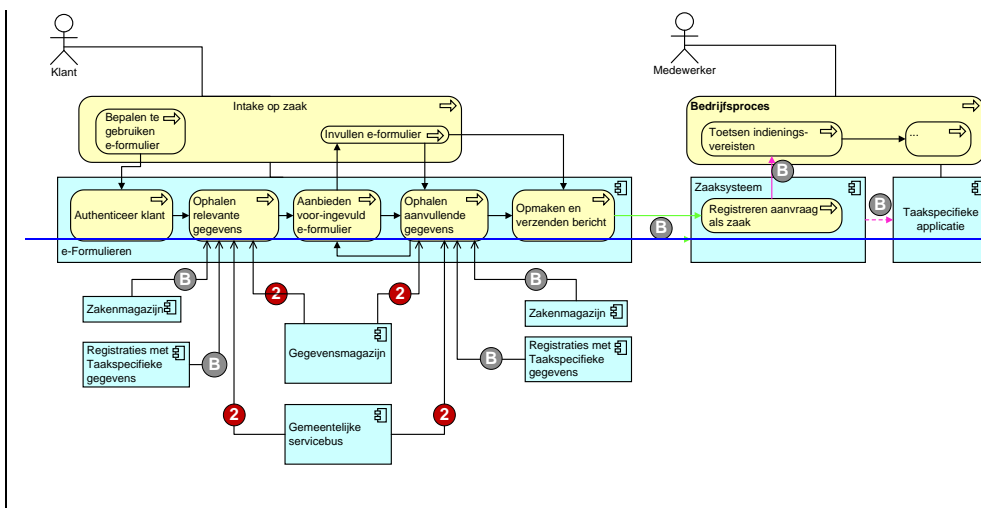 Klant
Medewerker
Intake op zaak
Bepalen te
gebruiken
e-formulier
Invullen e-formulier
Bedrijfsproces
Toetsen indienings-
vereisten
...
B
Authenticeer klant
Ophalen
relevante
gegevens
Aanbieden
voor-ingevuld
e-formulier
Ophalen
aanvullende
gegevens
Opmaken en
verzenden bericht
e-Formulieren
B
Zaaksysteem
Registreren aanvraag
als zaak
B
Taakspecifieke
applicatie
B
2
2
B
Zakenmagazijn
Zakenmagazijn
Registraties met
Taakspecifieke
gegevens
B
Gegevensmagazijn
B
Registraties met
Taakspecifieke
gegevens
2
2
Gemeentelijke
servicebus